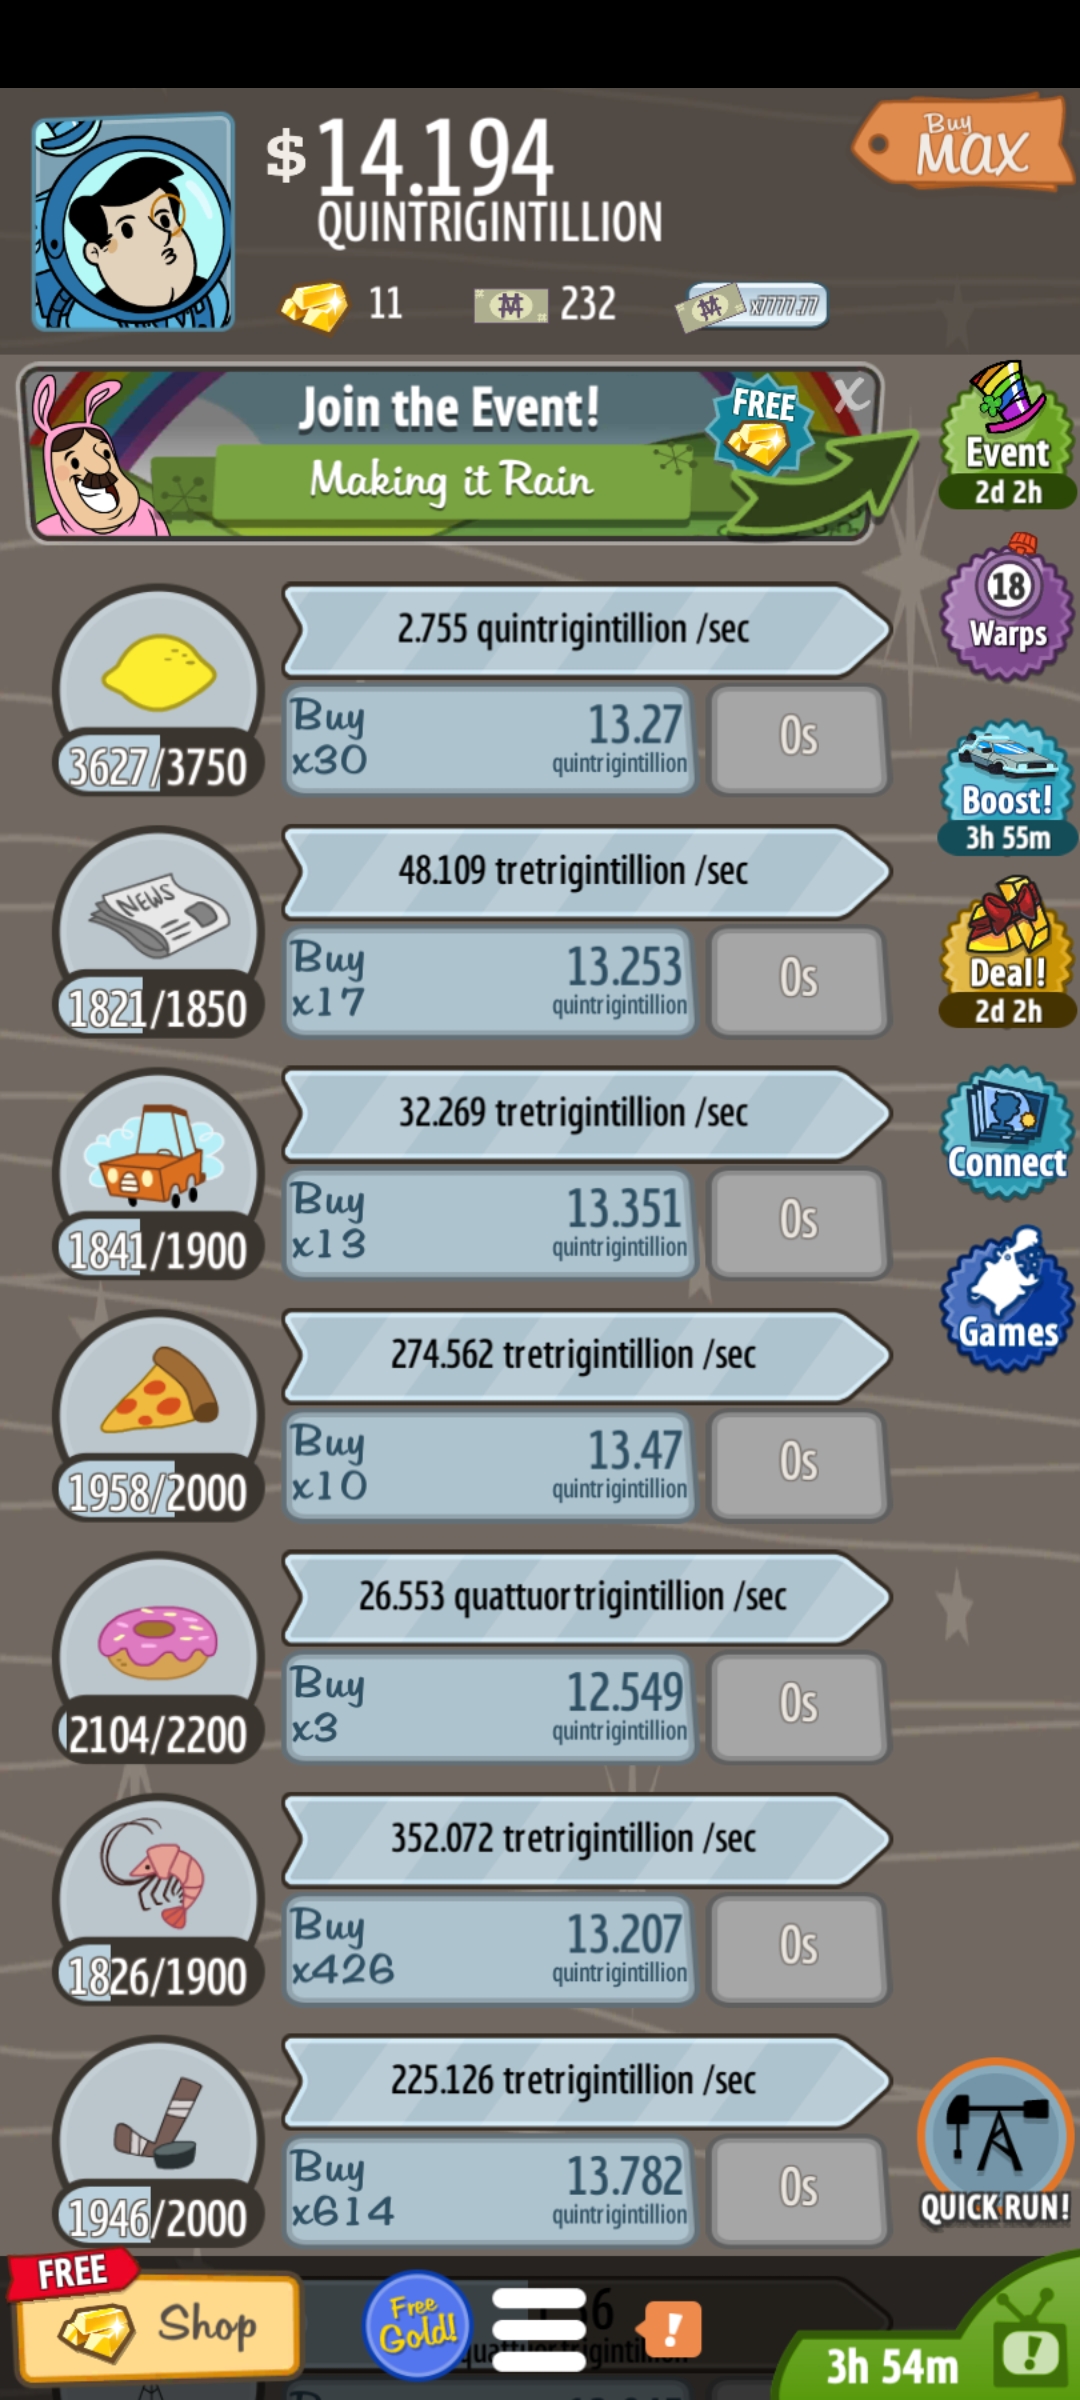 $14.194
QUINTRIGINTILLION
Buy
MAX
11
232
x7777.77
Join the Event!
Making it Rain
FREE
X
Event
2d 2h
18
Warps
2.755 quintrigintillion /sec
Buy
x30
13.27
quintrigintillion
0s
3627/3750
Boost!
3h 55m
48.109 tretrigintillion /sec
NEWS
Buy
x17
13.253
quintrigintillion
0s
1821/1850
Deal!
2d 2h
32.269 tretrigintillion /sec
Buy
x13
13.351
quintrigintillion
0s
1841/1900
Connect
Games
274.562 tretrigintillion /sec
Buy
x10
13.47
quintrigintillion
0s
1958/2000
26.553 quattuortrigintillion /sec
Buy
x3
12.549
quintrigintillion
0s
2104/2200
352.072 tretrigintillion /sec
Buy
x426
13.207
quintrigintillion
0s
1826/1900
225.126 tretrigintillion /sec
Buy
x614
13.782
quintrigintillion
0s
1946/2000
QUICK RUN!
FREE
Shop
Free
Gold!
!
3h 54m
!